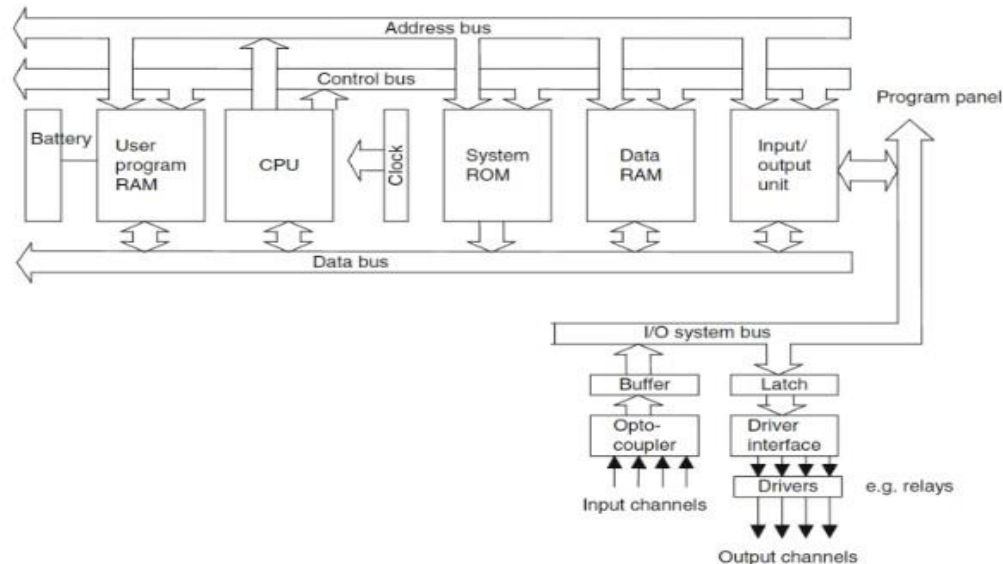 Address bus
Control bus
Program panel
Battery
User
program
RAM
CPU
Clock
System
ROM
Data
RAM
Input/
output
unit
Data bus
I/O system bus
Buffer
Latch
Opto-
coupler
Driver
interface
Drivers
e.g. relays
Input channels
Output channels